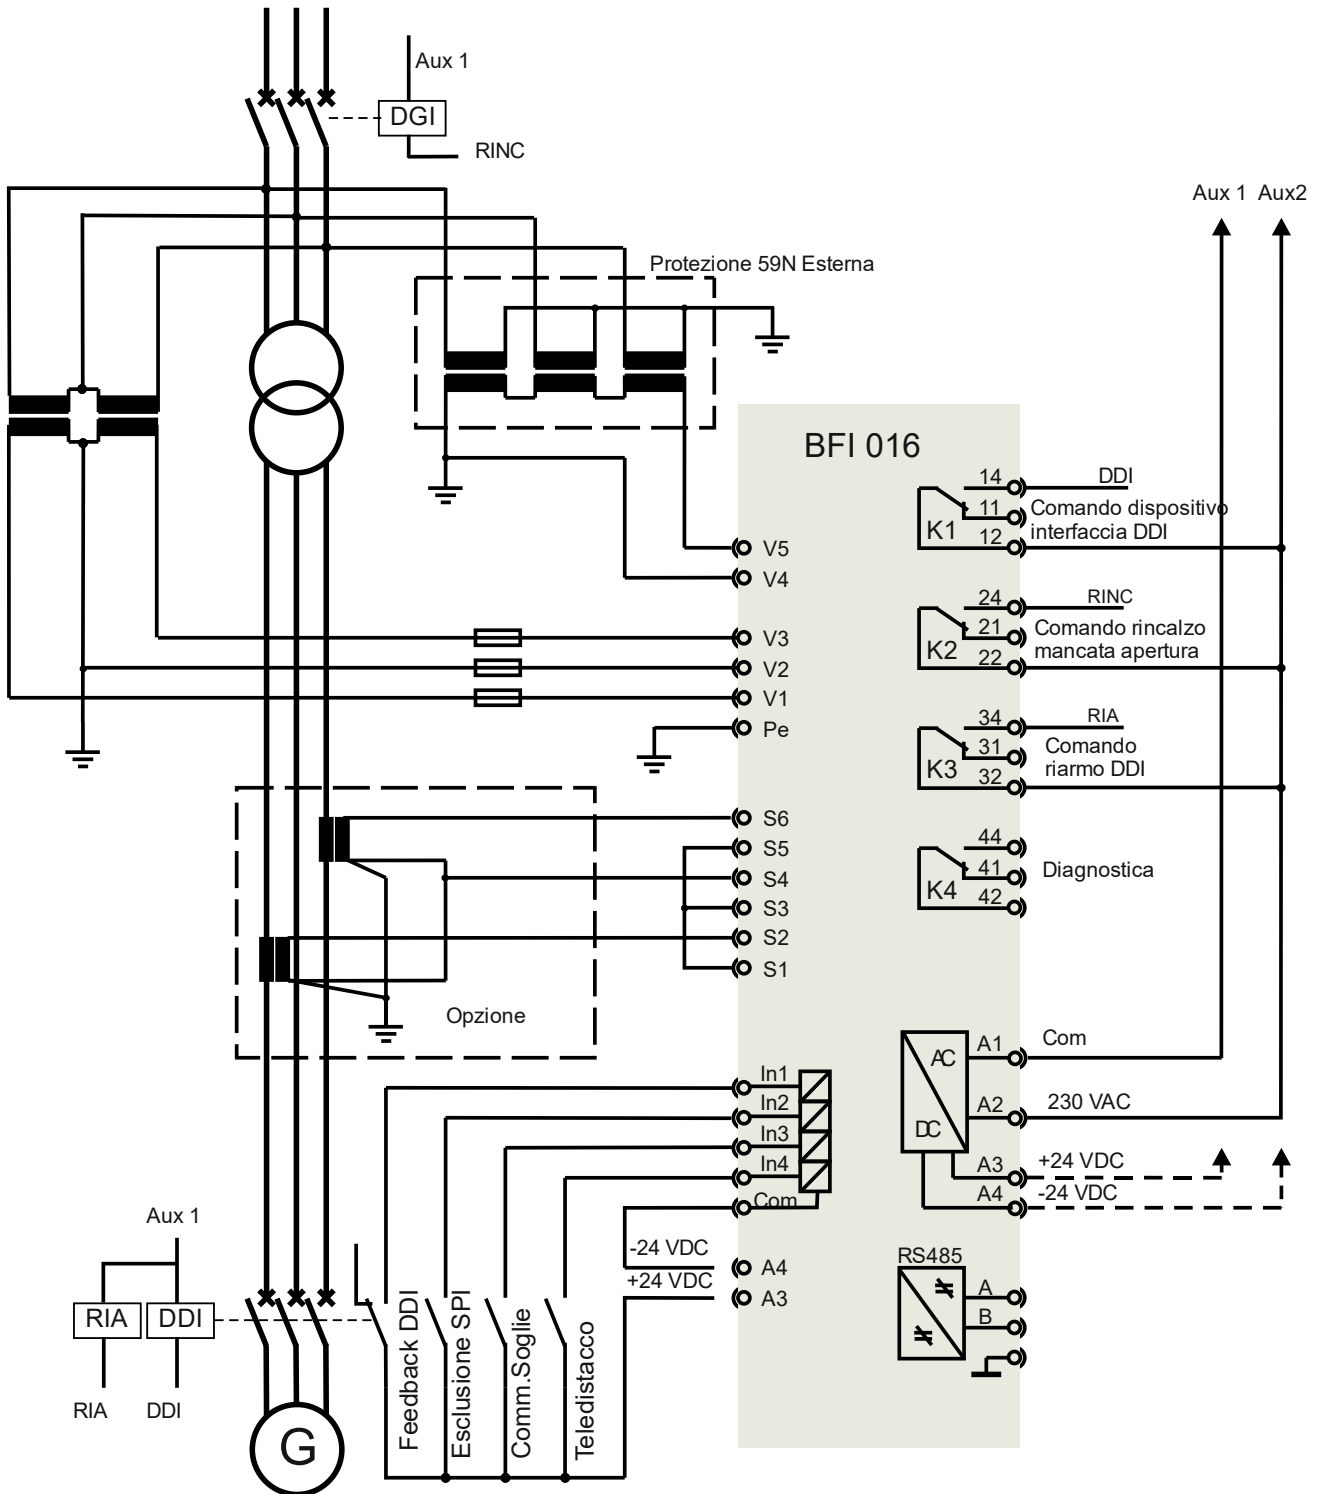 Aux 1
DGI
RINC
Aux 1 Aux2
Protezione 59N Esterna
BFI 016
14
DDI
11
Comando dispositivo
interfaccia DDI
K1
12
V5
V4
24
RINC
21
Comando rincalzo
mancata apertura
K2
22
V3
V2
V1
Pe
34
RIA
31
Comando
riarmo DDI
K3
32
S6
S5
S4
S3
S2
S1
44
41
Diagnostica
K4
42
Opzione
AC
DC
A1
Com
A2
230 VAC
A3
+24 VDC
A4
-24 VDC
In1
In2
In3
In4
Com
-24 VDC
A4
+24 VDC
A3
RS485
A
B
Aux 1
RIA
DDI
RIA
DDI
Feedback DDI
Esclusione SPI
Comm.Soglie
Teledistacco
G